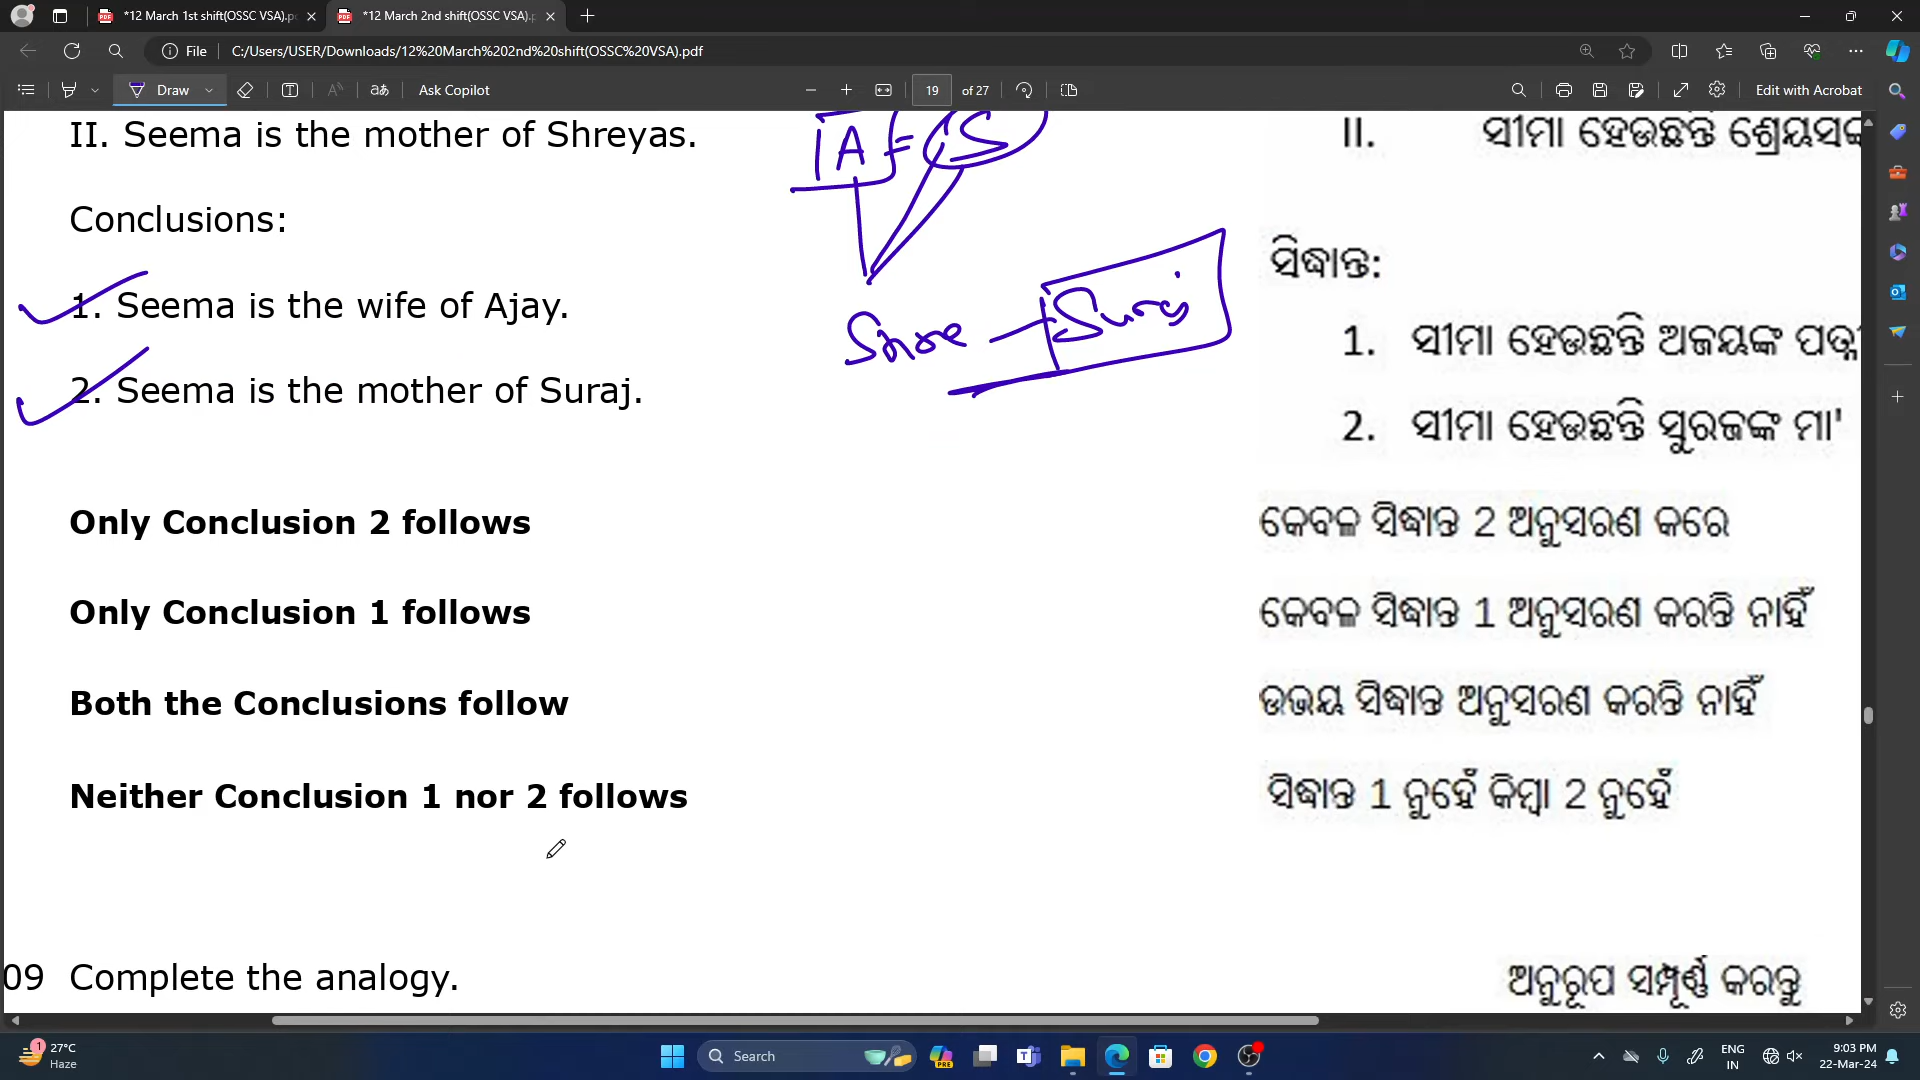 *12 March 1st shift(OSSC VSA).p
*12 March 2nd shift(OSSC VSA).p
File
C:/Users/USER/Downloads/12%20March%202nd%20shift(OSSC%20VSA).pdf
Draw
Ask Copilot
19 of 27
Edit with Acrobat
II. Seema is the mother of Shreyas.
A = S
II. ସୀମା ହେଉଛନ୍ତି ଶ୍ରେୟସଙ୍କ
Conclusions:
ସିଦ୍ଧାନ୍ତ:
1. Seema is the wife of Ajay.
Shre — Suraj
1. ସୀମା ହେଉଛନ୍ତି ଅଜୟଙ୍କ ପତ୍ନୀ
2. Seema is the mother of Suraj.
2. ସୀମା ହେଉଛନ୍ତି ସୁରଜଙ୍କ ମା'
Only Conclusion 2 follows
କେବଳ ସିଦ୍ଧାନ୍ତ 2 ଅନୁସରଣ କରେ
Only Conclusion 1 follows
କେବଳ ସିଦ୍ଧାନ୍ତ 1 ଅନୁସରଣ କରନ୍ତି ନାହିଁ
Both the Conclusions follow
ଉଭୟ ସିଦ୍ଧାନ୍ତ ଅନୁସରଣ କରନ୍ତି ନାହିଁ
Neither Conclusion 1 nor 2 follows
ସିଦ୍ଧାନ୍ତ 1 ନୁହେଁ କିମ୍ବା 2 ନୁହେଁ
09 Complete the analogy.
ଅନୁରୂପ ସମ୍ପୂର୍ଣ୍ଣ କରନ୍ତୁ
1
27°C
Haze
Search
PRE
ENG
IN
9:03 PM
22-Mar-24